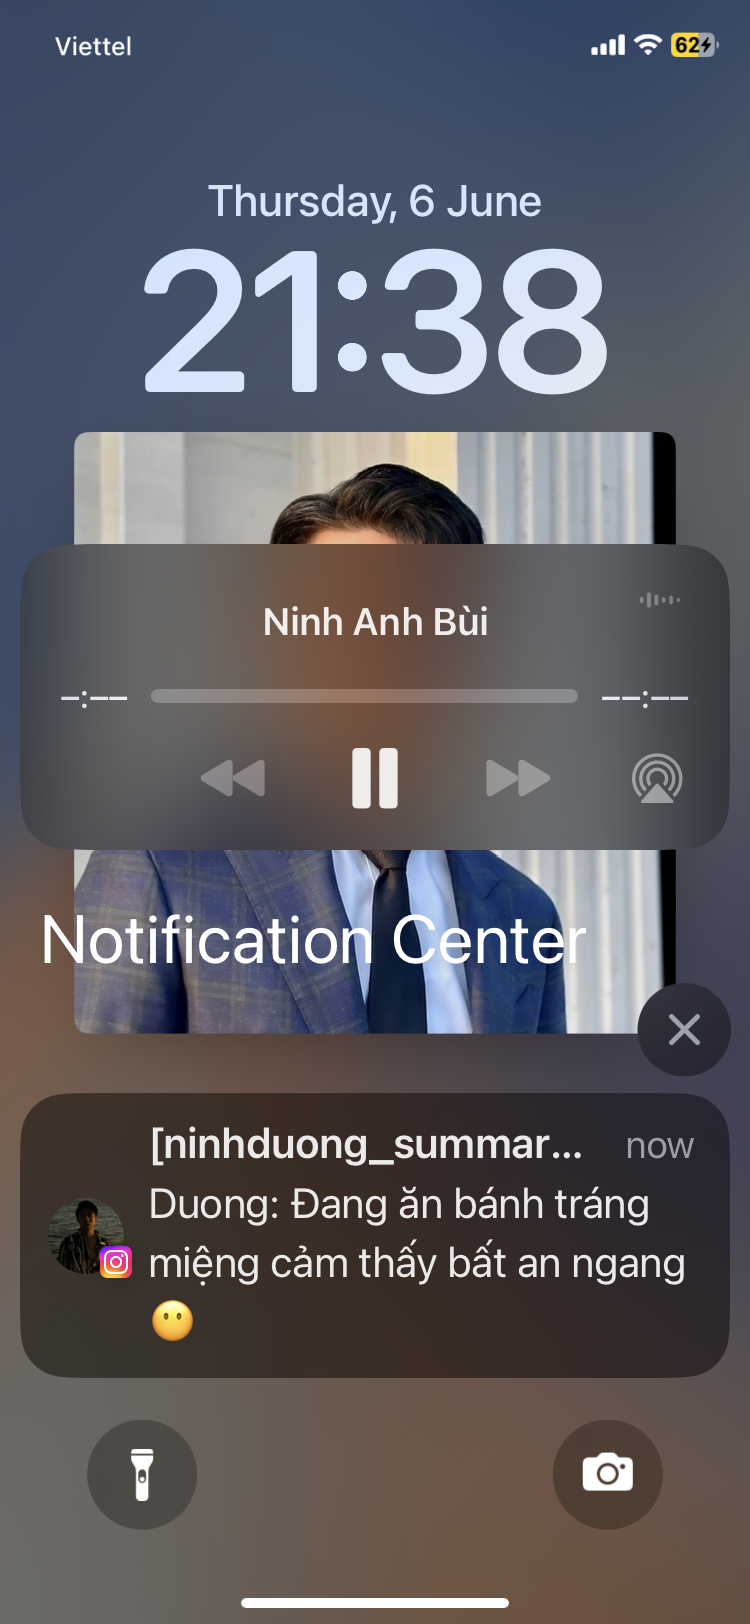 Viettel
62
Thursday, 6 June
21:38
Ninh Anh Bùi
–:–– ––:––
Notification Center
[ninhduong_summar... now
Duong: Đang ăn bánh tráng
miệng cảm thấy bất an ngang
😶